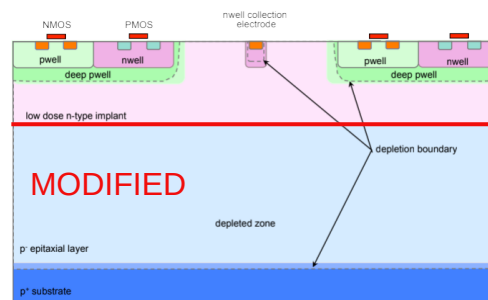 NMOS
PMOS
nwell collection
electrode
pwell
nwell
deep pwell
pwell
nwell
deep pwell
low dose n-type implant
depletion boundary
MODIFIED
depleted zone
p⁻ epitaxial layer
p⁺ substrate